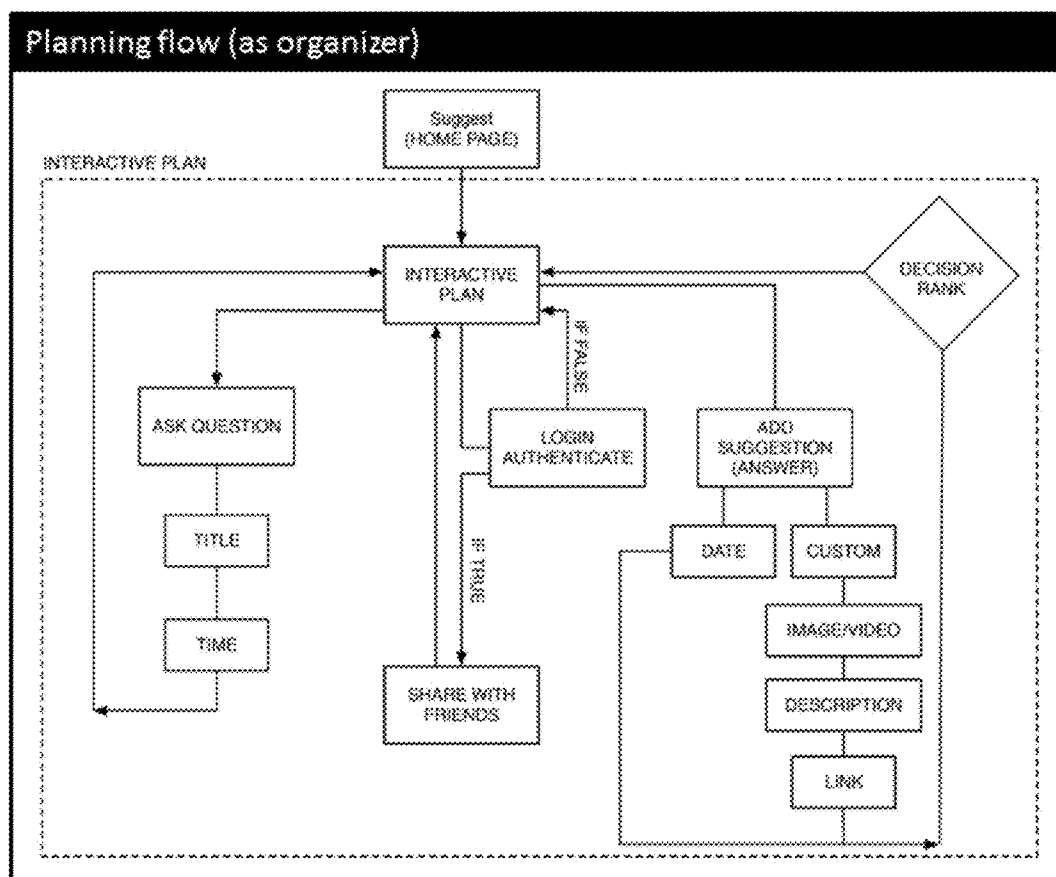 Planning flow (as organizer)
Suggest
(HOME PAGE)
INTERACTIVE PLAN
INTERACTIVE
PLAN
DECISION
RANK
IF FALSE
ASK QUESTION
LOGIN
AUTHENTICATE
ADD
SUGGESTION
(ANSWER)
TITLE
IF TRUE
DATE
CUSTOM
TIME
IMAGE/VIDEO
SHARE WITH
FRIENDS
DESCRIPTION
LINK